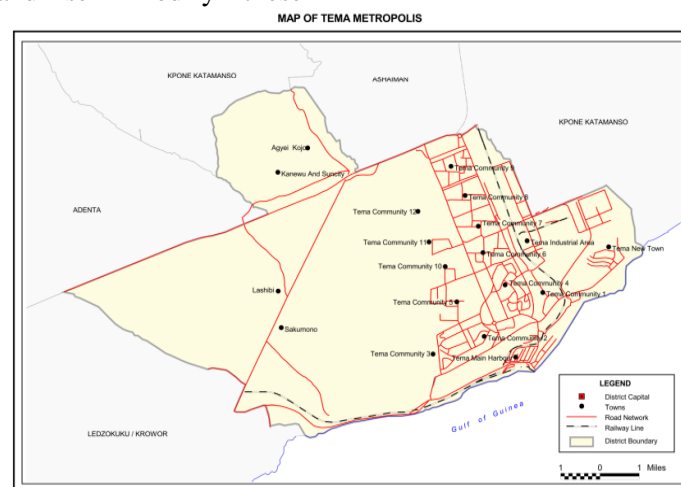 MAP OF TEMA METROPOLIS
KPONE KATAMANSO
ASHAIMAN
KPONE KATAMANSO
ADENTA
Agyei Kojo
Kanewu And Suncity
Tema Community 9
Tema Community 8
Tema Community 12
Tema Community 7
Tema Community 11
Tema Industrial Area
Tema New Town
Tema Community 6
Tema Community 10
Tema Community 4
Lashibi
Tema Community 1
Tema Community 5
Sakumono
Tema Community 2
Tema Community 3
Tema Main Harbour
LEDZOKUKU / KROWOR
Gulf of Guinea
LEGEND
District Capital
Towns
Road Network
Railway Line
District Boundary
1 0 1 Miles